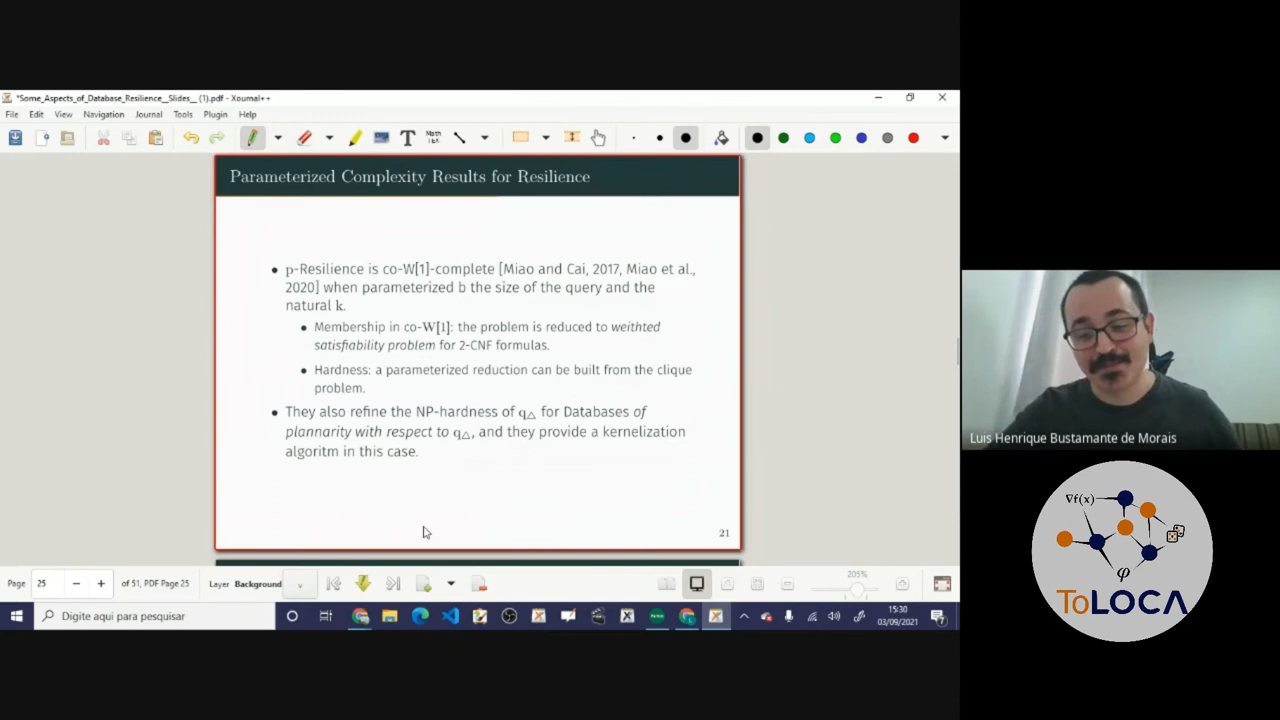 *Some_Aspects_of_Database_Resilience__Slides__ (1).pdf - Xournal++
File Edit View Navigation Journal Tools Plugin Help
Parameterized Complexity Results for Resilience
• p-Resilience is co-W[1]-complete [Miao and Cai, 2017, Miao et al.,
2020] when parameterized b the size of the query and the
natural k.
• Membership in co-W[1]: the problem is reduced to weithted
satisfiability problem for 2-CNF formulas.
• Hardness: a parameterized reduction can be built from the clique
problem.
• They also refine the NP-hardness of q△ for Databases of
plannarity with respect to q△, and they provide a kernelization
algoritm in this case.
21
Luis Henrique Bustamante de Morais
∇f(x)
φ
ToLOCA
Page 25 of 51, PDF Page 25 Layer Background 205%
Digite aqui para pesquisar
15:30
03/09/2021